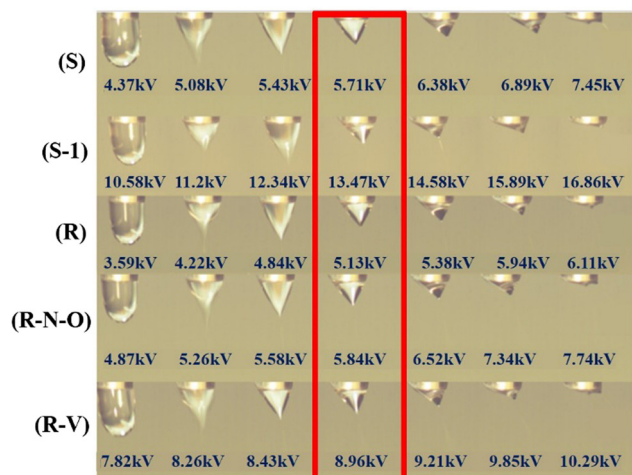 (S)
4.37kV 5.08kV 5.43kV 5.71kV 6.38kV 6.89kV 7.45kV
(S-1)
10.58kV 11.2kV 12.34kV 13.47kV 14.58kV 15.89kV 16.86kV
(R)
3.59kV 4.22kV 4.84kV 5.13kV 5.38kV 5.94kV 6.11kV
(R-N-O)
4.87kV 5.26kV 5.58kV 5.84kV 6.52kV 7.34kV 7.74kV
(R-V)
7.82kV 8.26kV 8.43kV 8.96kV 9.21kV 9.85kV 10.29kV